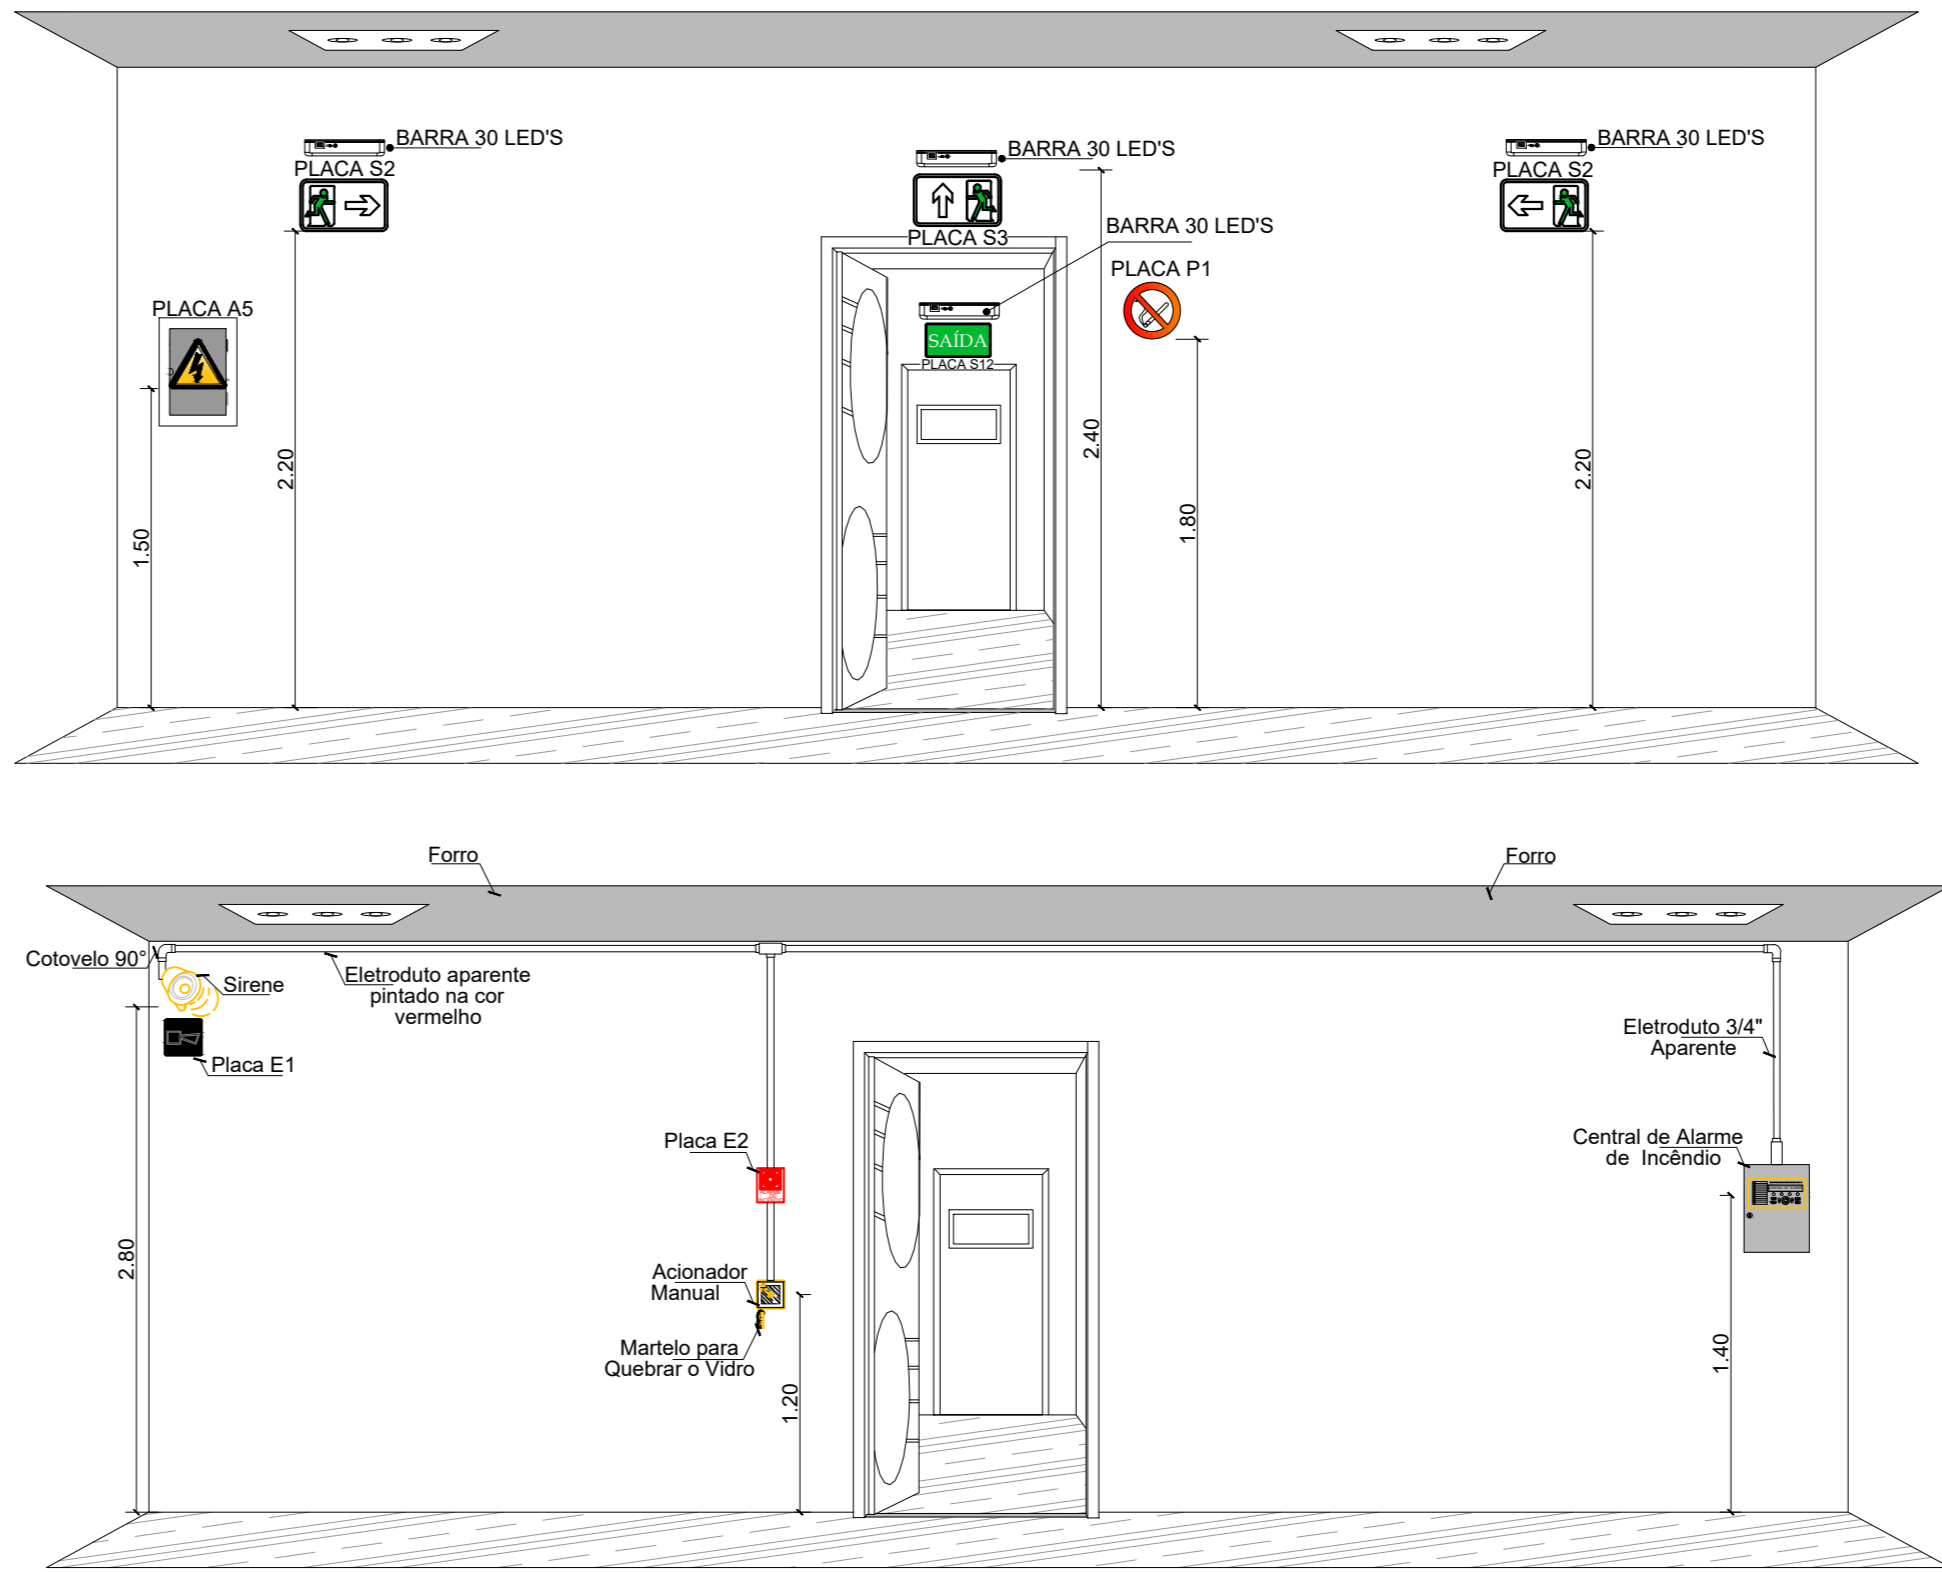 BARRA 30 LED'S
PLACA S2
BARRA 30 LED'S
BARRA 30 LED'S
PLACA S2
PLACA S3
BARRA 30 LED'S
PLACA P1
PLACA A5
SAÍDA
PLACA S12
2.20
1.50
2.40
1.80
2.20
Forro
Forro
Cotovelo 90°
Sirene
Eletroduto aparente
pintado na cor
vermelho
Placa E1
Eletroduto 3/4"
Aparente
Placa E2
Central de Alarme
de Incêndio
2.80
Acionador
Manual
Martelo para
Quebrar o Vidro
1.20
1.40